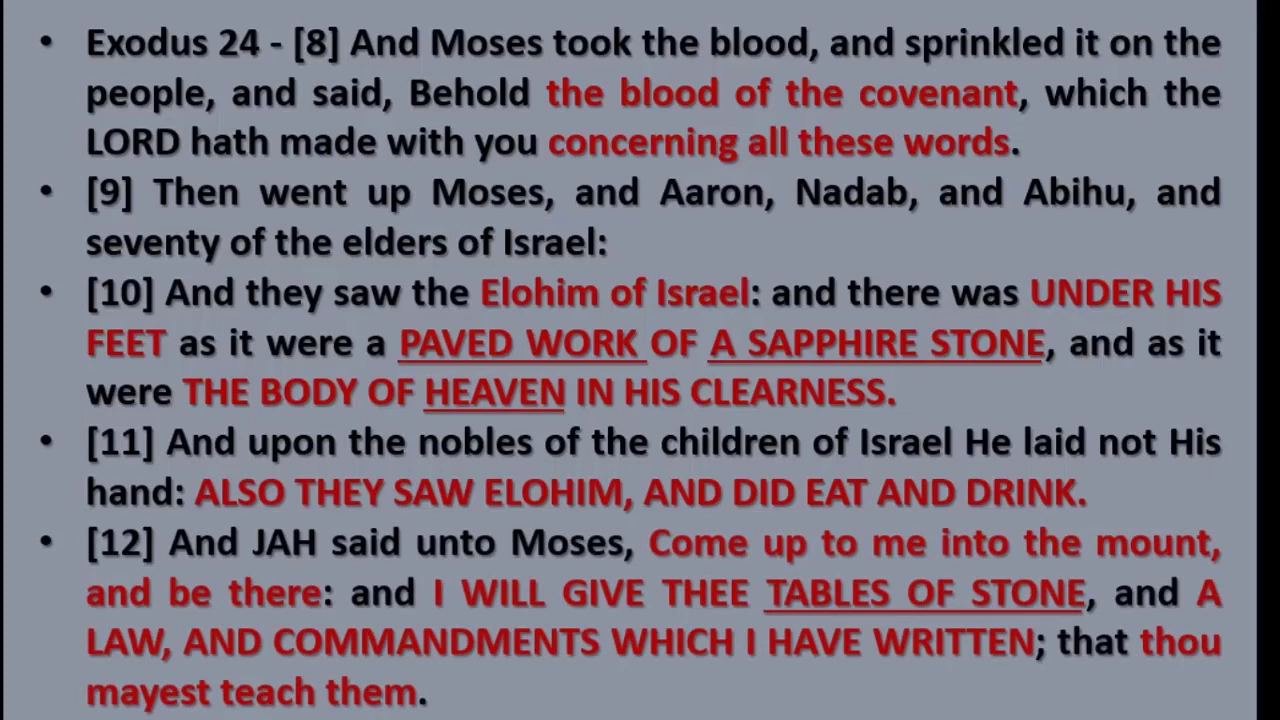 • Exodus 24 - [8] And Moses took the blood, and sprinkled it on the
people, and said, Behold the blood of the covenant, which the
LORD hath made with you concerning all these words.
• [9] Then went up Moses, and Aaron, Nadab, and Abihu, and
seventy of the elders of Israel:
• [10] And they saw the Elohim of Israel: and there was UNDER HIS
FEET as it were a PAVED WORK OF A SAPPHIRE STONE, and as it
were THE BODY OF HEAVEN IN HIS CLEARNESS.
• [11] And upon the nobles of the children of Israel He laid not His
hand: ALSO THEY SAW ELOHIM, AND DID EAT AND DRINK.
• [12] And JAH said unto Moses, Come up to me into the mount,
and be there: and I WILL GIVE THEE TABLES OF STONE, and A
LAW, AND COMMANDMENTS WHICH I HAVE WRITTEN; that thou
mayest teach them.